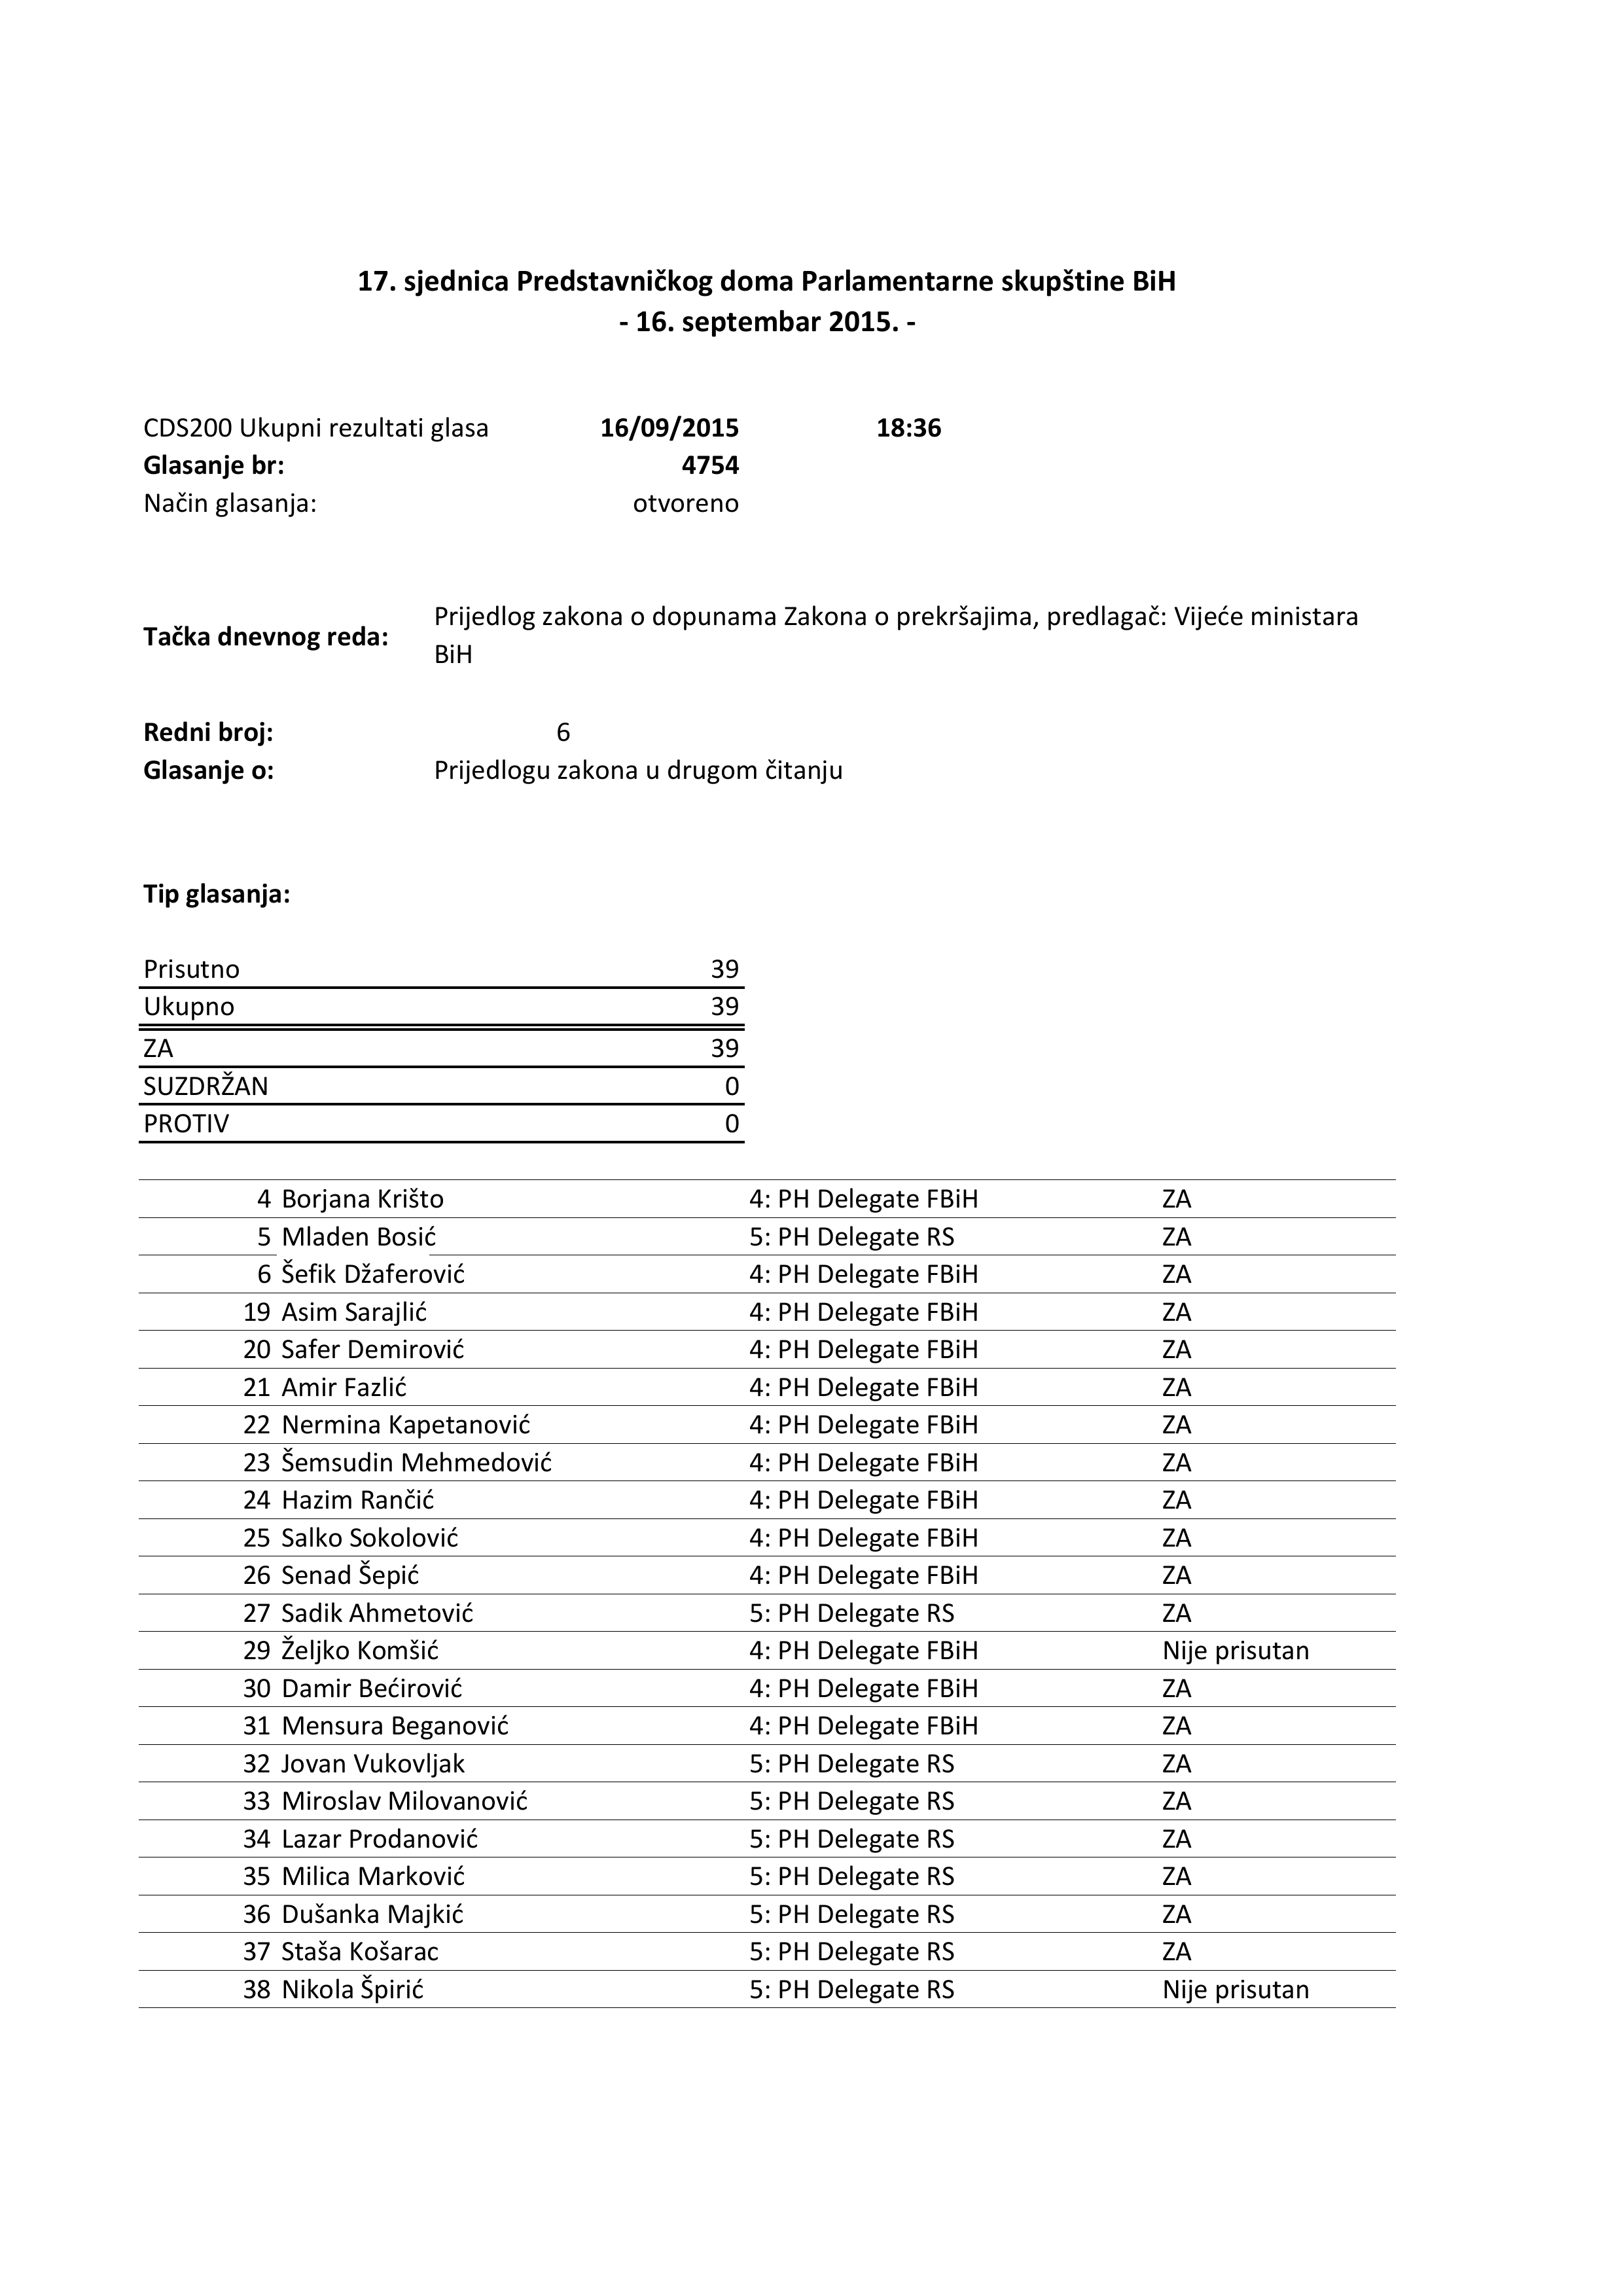 17. sjednica Predstavničkog doma Parlamentarne skupštine BiH
- 16. septembar 2015. -
CDS200 Ukupni rezultati glasa 16/09/2015 18:36
Glasanje br: 4754
Način glasanja: otvoreno
Tačka dnevnog reda: Prijedlog zakona o dopunama Zakona o prekršajima, predlagač: Vijeće ministara
BiH
Redni broj: 6
Glasanje o: Prijedlogu zakona u drugom čitanju
Tip glasanja:
Prisutno 39
Ukupno 39
ZA 39
SUZDRŽAN 0
PROTIV 0
4 Borjana Krišto 4: PH Delegate FBiH ZA
5 Mladen Bosić 5: PH Delegate RS ZA
6 Šefik Džaferović 4: PH Delegate FBiH ZA
19 Asim Sarajlić 4: PH Delegate FBiH ZA
20 Safer Demirović 4: PH Delegate FBiH ZA
21 Amir Fazlić 4: PH Delegate FBiH ZA
22 Nermina Kapetanović 4: PH Delegate FBiH ZA
23 Šemsudin Mehmedović 4: PH Delegate FBiH ZA
24 Hazim Rančić 4: PH Delegate FBiH ZA
25 Salko Sokolović 4: PH Delegate FBiH ZA
26 Senad Šepić 4: PH Delegate FBiH ZA
27 Sadik Ahmetović 5: PH Delegate RS ZA
29 Željko Komšić 4: PH Delegate FBiH Nije prisutan
30 Damir Bećirović 4: PH Delegate FBiH ZA
31 Mensura Beganović 4: PH Delegate FBiH ZA
32 Jovan Vukovljak 5: PH Delegate RS ZA
33 Miroslav Milovanović 5: PH Delegate RS ZA
34 Lazar Prodanović 5: PH Delegate RS ZA
35 Milica Marković 5: PH Delegate RS ZA
36 Dušanka Majkić 5: PH Delegate RS ZA
37 Staša Košarac 5: PH Delegate RS ZA
38 Nikola Špirić 5: PH Delegate RS Nije prisutan